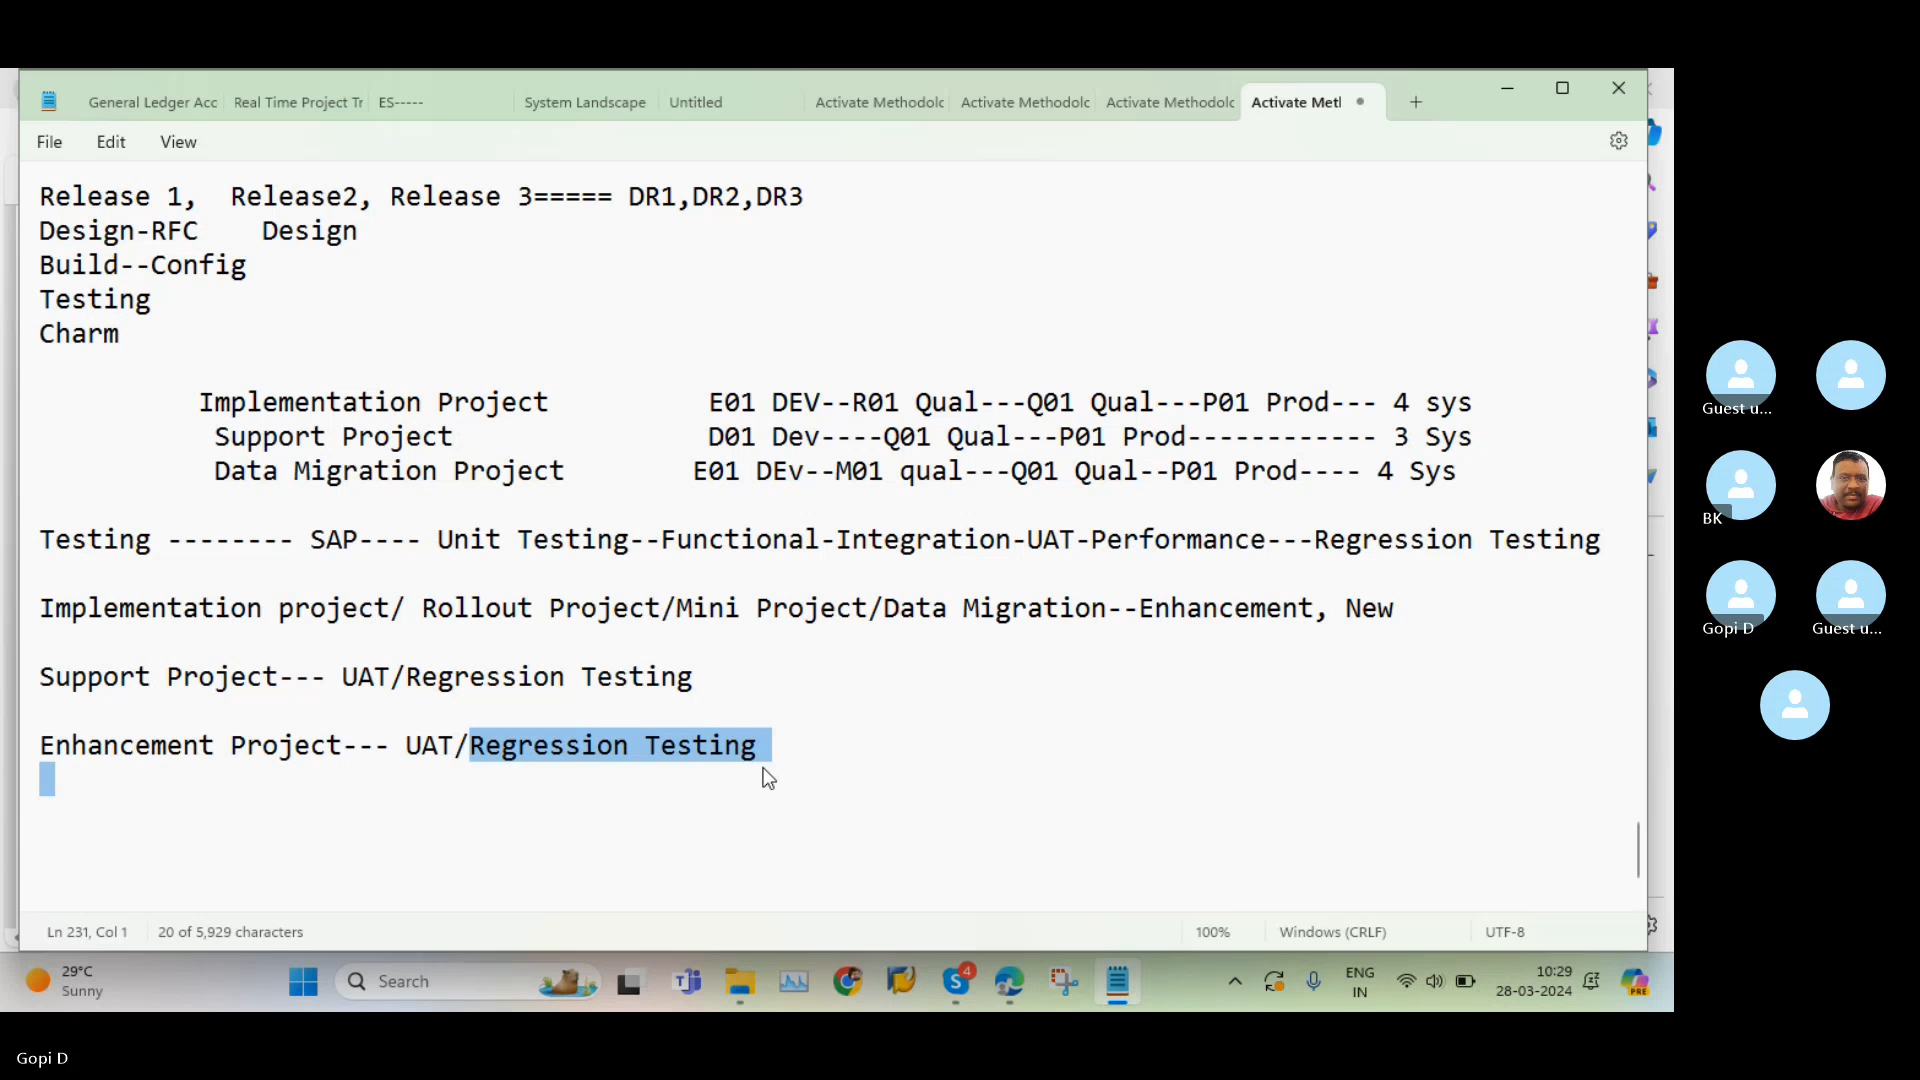 General Ledger Acc Real Time Project Tr ES----- System Landscape Untitled Activate Methodolc Activate Methodolc Activate Methodolc Activate Metl
File Edit View
Release 1,  Release2, Release 3===== DR1,DR2,DR3
Design-RFC    Design
Build--Config
Testing
Charm
Implementation Project          E01 DEV--R01 Qual---Q01 Qual---P01 Prod--- 4 sys
Support Project                D01 Dev----Q01 Qual---P01 Prod------------ 3 Sys
Data Migration Project        E01 DEv--M01 qual---Q01 Qual--P01 Prod---- 4 Sys
Testing -------- SAP---- Unit Testing--Functional-Integration-UAT-Performance---Regression Testing
Implementation project/ Rollout Project/Mini Project/Data Migration--Enhancement, New
Support Project--- UAT/Regression Testing
Enhancement Project--- UAT/Regression Testing
Ln 231, Col 1 20 of 5,929 characters 100% Windows (CRLF) UTF-8
29°C
Sunny
Search
4
ENG
IN
10:29
28-03-2024
PRE
Guest u...
BK
Gopi D
Guest u...
Gopi D